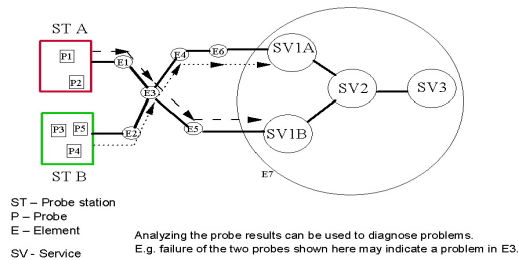 ST A
P1
P2
E1
E4
E6
SV1A
E3
SV2
SV3
P3
P5
P4
E2
E5
SV1B
E7
ST B
ST – Probe station
P – Probe
E – Element
SV - Service
Analyzing the probe results can be used to diagnose problems.
E.g. failure of the two probes shown here may indicate a problem in E3.